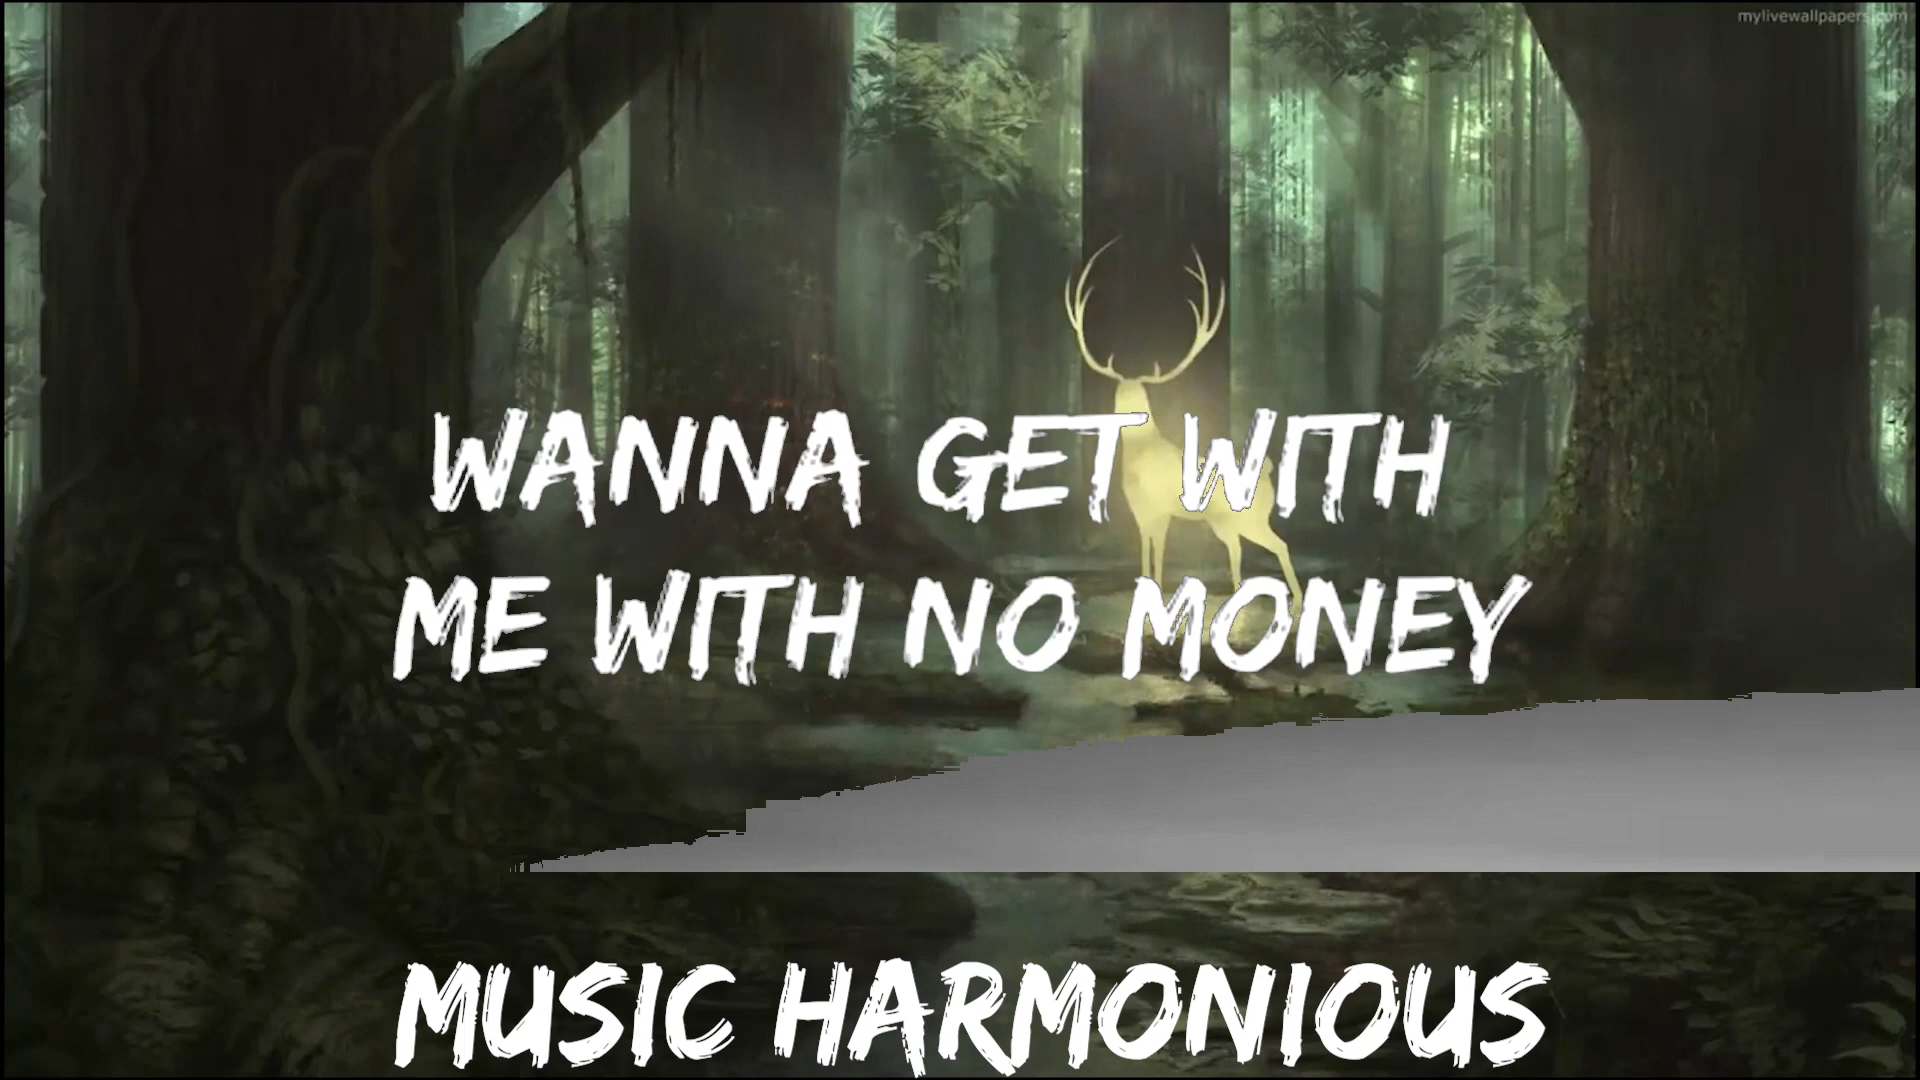 mylivewallpapers.com
WANNA GET WITH
ME WITH NO MONEY
MUSIC HARMONIOUS